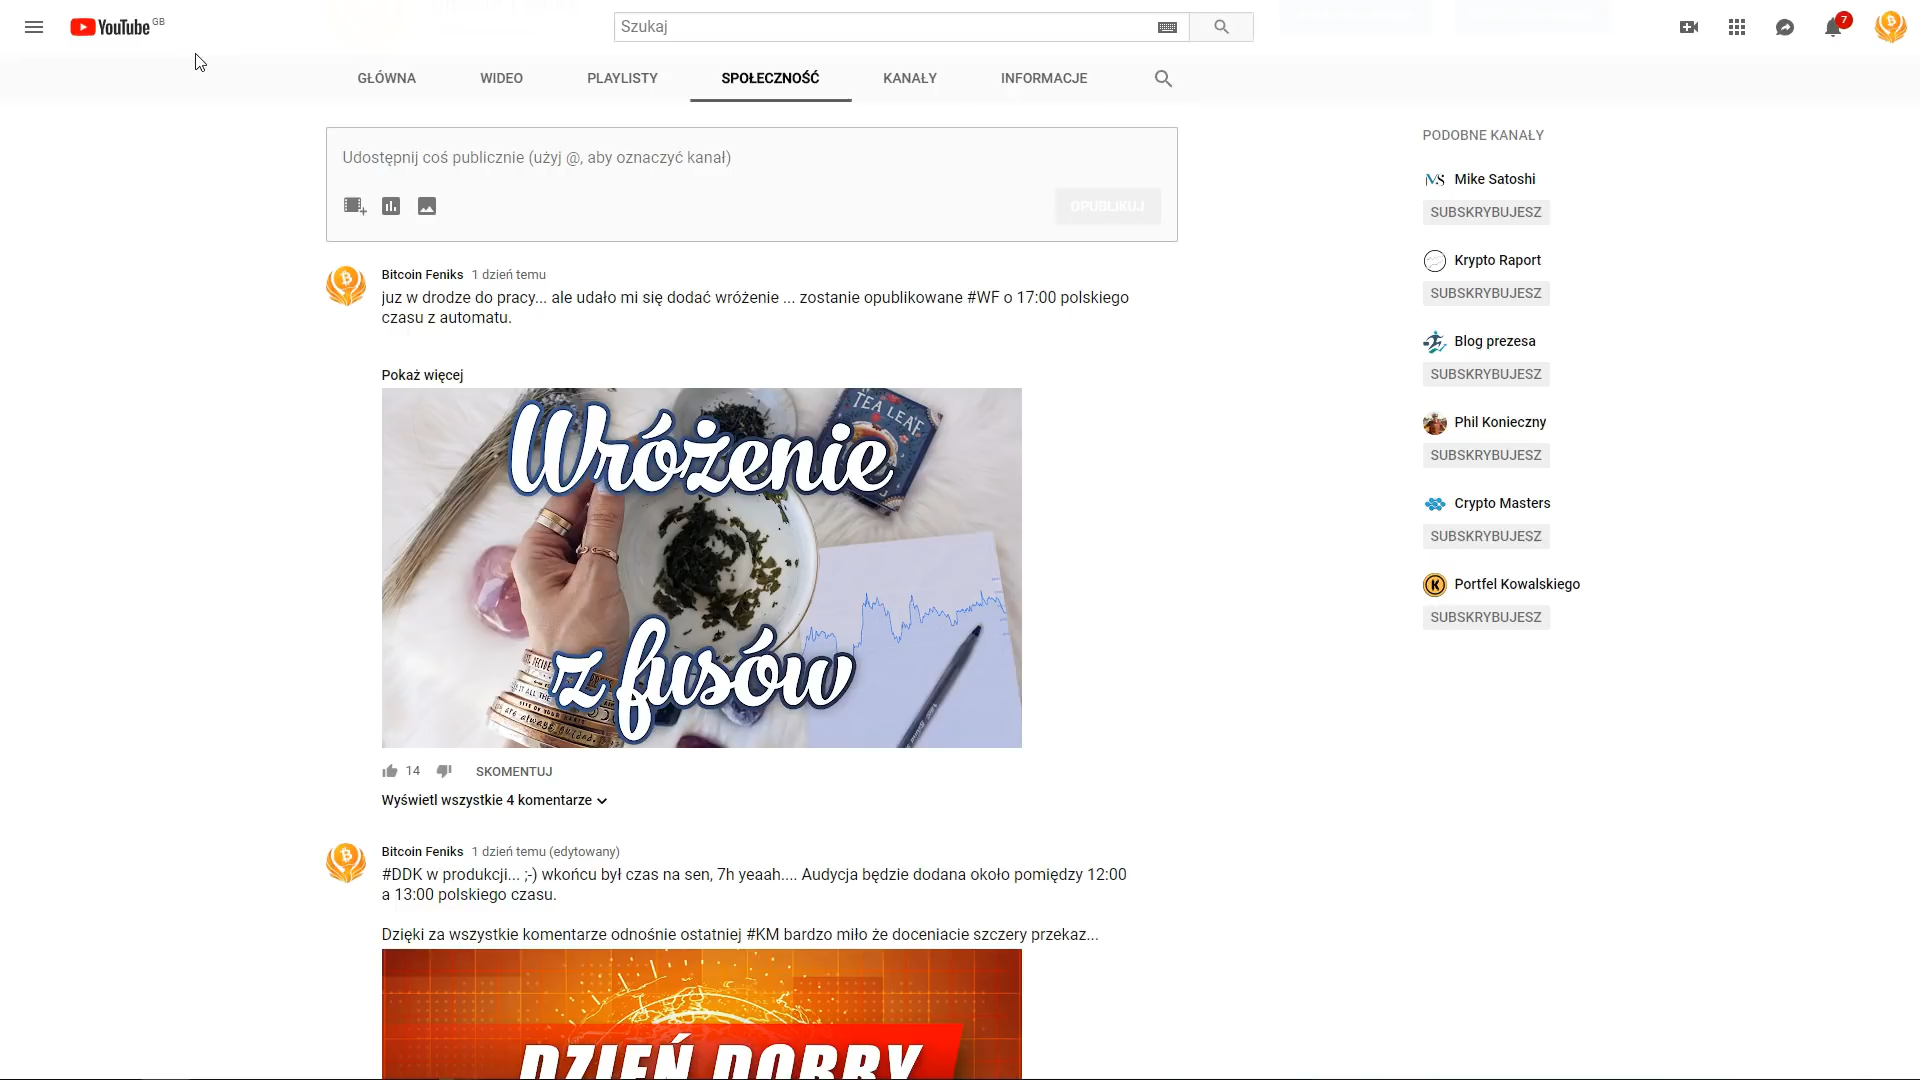 YouTube GB
Szukaj
7
GŁÓWNA
WIDEO
PLAYLISTY
SPOŁECZNOŚĆ
KANAŁY
INFORMACJE
Udostępnij coś publicznie (użyj @, aby oznaczyć kanał)
OPUBLIKUJ
Bitcoin Feniks 1 dzień temu
juz w drodze do pracy... ale udało mi się dodać wróżenie ... zostanie opublikowane #WF o 17:00 polskiego
czasu z automatu.
Pokaż więcej
TEA LEAF
Wróżenie
z fusów
14
SKOMENTUJ
Wyświetl wszystkie 4 komentarze
Bitcoin Feniks 1 dzień temu (edytowany)
#DDK w produkcji... ;-) wkońcu był czas na sen, 7h yeaah.... Audycja będzie dodana około pomiędzy 12:00
a 13:00 polskiego czasu.
Dzięki za wszystkie komentarze odnośnie ostatniej #KM bardzo miło że doceniacie szczery przekaz...
DZIEŃ DOBRY
PODOBNE KANAŁY
Mike Satoshi
SUBSKRYBUJESZ
Krypto Raport
SUBSKRYBUJESZ
Blog prezesa
SUBSKRYBUJESZ
Phil Konieczny
SUBSKRYBUJESZ
Crypto Masters
SUBSKRYBUJESZ
Portfel Kowalskiego
SUBSKRYBUJESZ